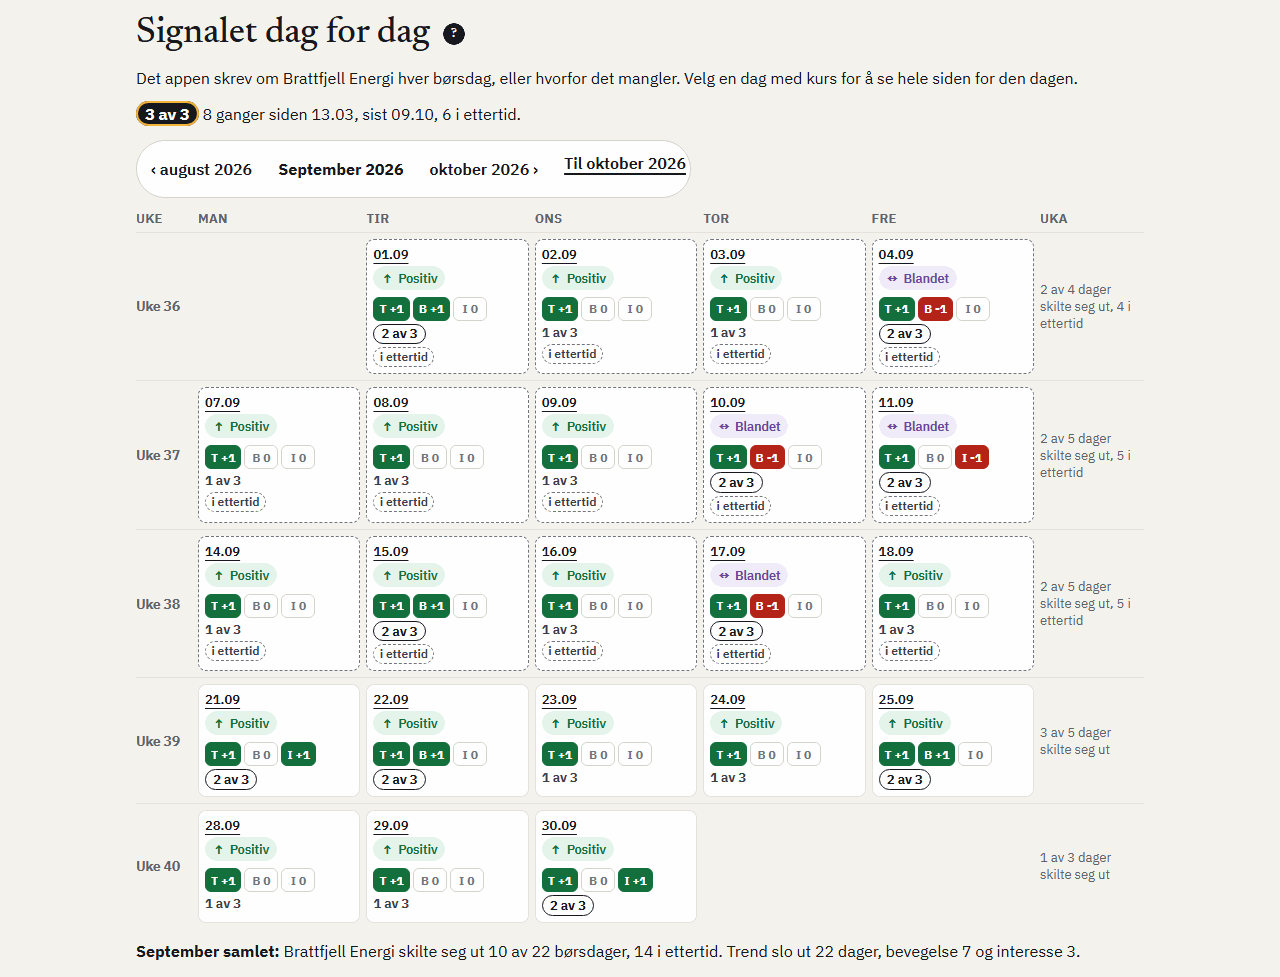 Signalet dag for dag ?
Det appen skrev om Brattfjell Energi hver børsdag, eller hvorfor det mangler. Velg en dag med kurs for å se hele siden for den dagen.
3 av 3 8 ganger siden 13.03, sist 09.10, 6 i ettertid.
‹ august 2026 September 2026 oktober 2026 › Til oktober 2026
UKE MAN TIR ONS TOR FRE UKA
Uke 36
01.09
↑ Positiv
T +1 B +1 I 0
2 av 3
i ettertid
02.09
↑ Positiv
T +1 B 0 I 0
1 av 3
i ettertid
03.09
↑ Positiv
T +1 B 0 I 0
1 av 3
i ettertid
04.09
↔ Blandet
T +1 B -1 I 0
2 av 3
i ettertid
2 av 4 dager
skilte seg ut, 4 i
ettertid
Uke 37
07.09
↑ Positiv
T +1 B 0 I 0
1 av 3
i ettertid
08.09
↑ Positiv
T +1 B 0 I 0
1 av 3
i ettertid
09.09
↑ Positiv
T +1 B 0 I 0
1 av 3
i ettertid
10.09
↔ Blandet
T +1 B -1 I 0
2 av 3
i ettertid
11.09
↔ Blandet
T +1 B 0 I -1
2 av 3
i ettertid
2 av 5 dager
skilte seg ut, 5 i
ettertid
Uke 38
14.09
↑ Positiv
T +1 B 0 I 0
1 av 3
i ettertid
15.09
↑ Positiv
T +1 B +1 I 0
2 av 3
i ettertid
16.09
↑ Positiv
T +1 B 0 I 0
1 av 3
i ettertid
17.09
↔ Blandet
T +1 B -1 I 0
2 av 3
i ettertid
18.09
↑ Positiv
T +1 B 0 I 0
1 av 3
i ettertid
2 av 5 dager
skilte seg ut, 5 i
ettertid
Uke 39
21.09
↑ Positiv
T +1 B 0 I +1
2 av 3
22.09
↑ Positiv
T +1 B +1 I 0
2 av 3
23.09
↑ Positiv
T +1 B 0 I 0
1 av 3
24.09
↑ Positiv
T +1 B 0 I 0
1 av 3
25.09
↑ Positiv
T +1 B +1 I 0
2 av 3
3 av 5 dager
skilte seg ut
Uke 40
28.09
↑ Positiv
T +1 B 0 I 0
1 av 3
29.09
↑ Positiv
T +1 B 0 I 0
1 av 3
30.09
↑ Positiv
T +1 B 0 I +1
2 av 3
1 av 3 dager
skilte seg ut
September samlet: Brattfjell Energi skilte seg ut 10 av 22 børsdager, 14 i ettertid. Trend slo ut 22 dager, bevegelse 7 og interesse 3.